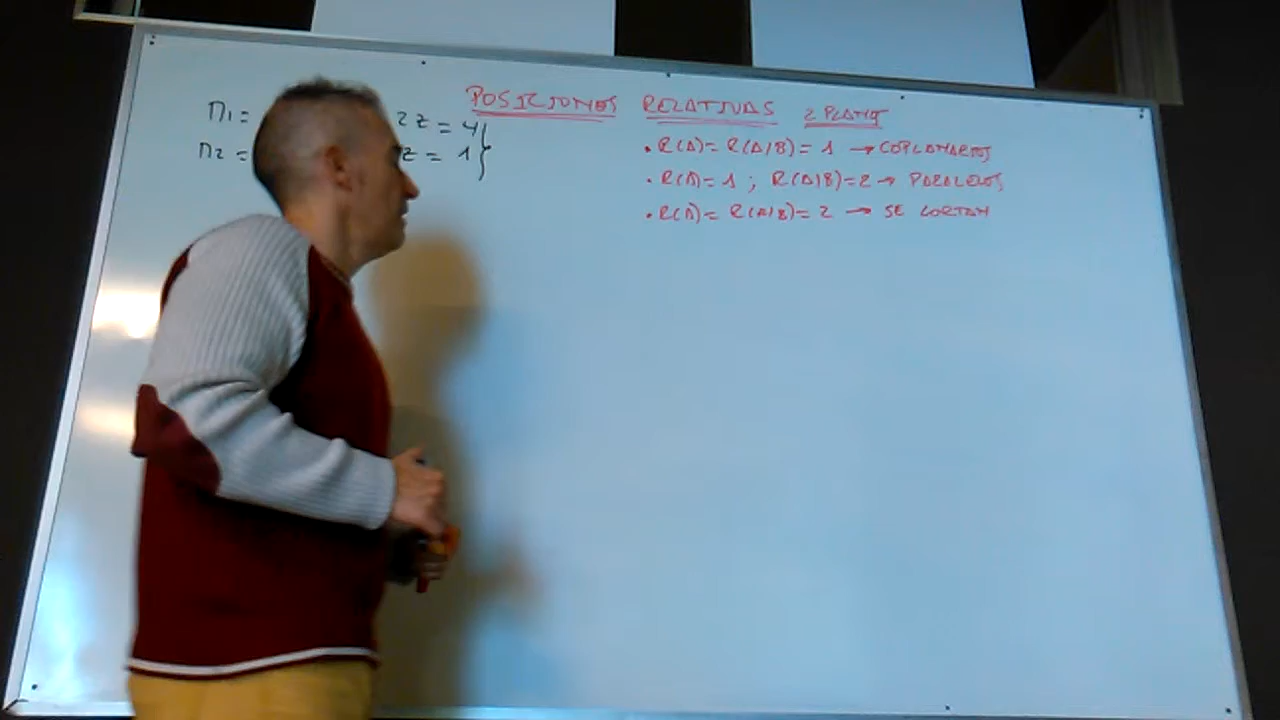 POSICIONES RELATIVAS 2 PLANOS
Π1 = 2z = 4
Π2 = z = 1
• R(A) = R(A/B) = 1 → COPLANARIOS
• R(A) = 1 ; R(A/B) = 2 → PARALELOS
• R(A) = R(A/B) = 2 → SE CORTAN